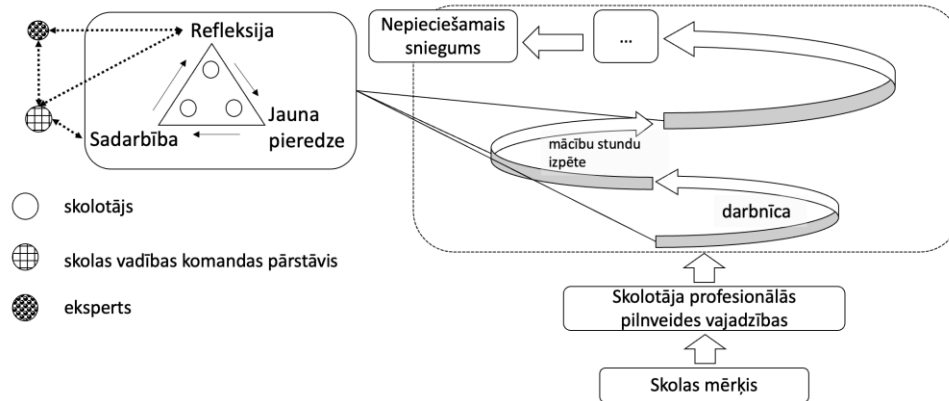 Refleksija
Jauna
pieredze
Sadarbība
skolotājs
skolas vadības komandas pārstāvis
eksperts
Nepieciešamais
sniegums
...
mācību stundu
izpēte
darbnīca
Skolotāja profesionālās
pilnveides vajadzības
Skolas mērķis